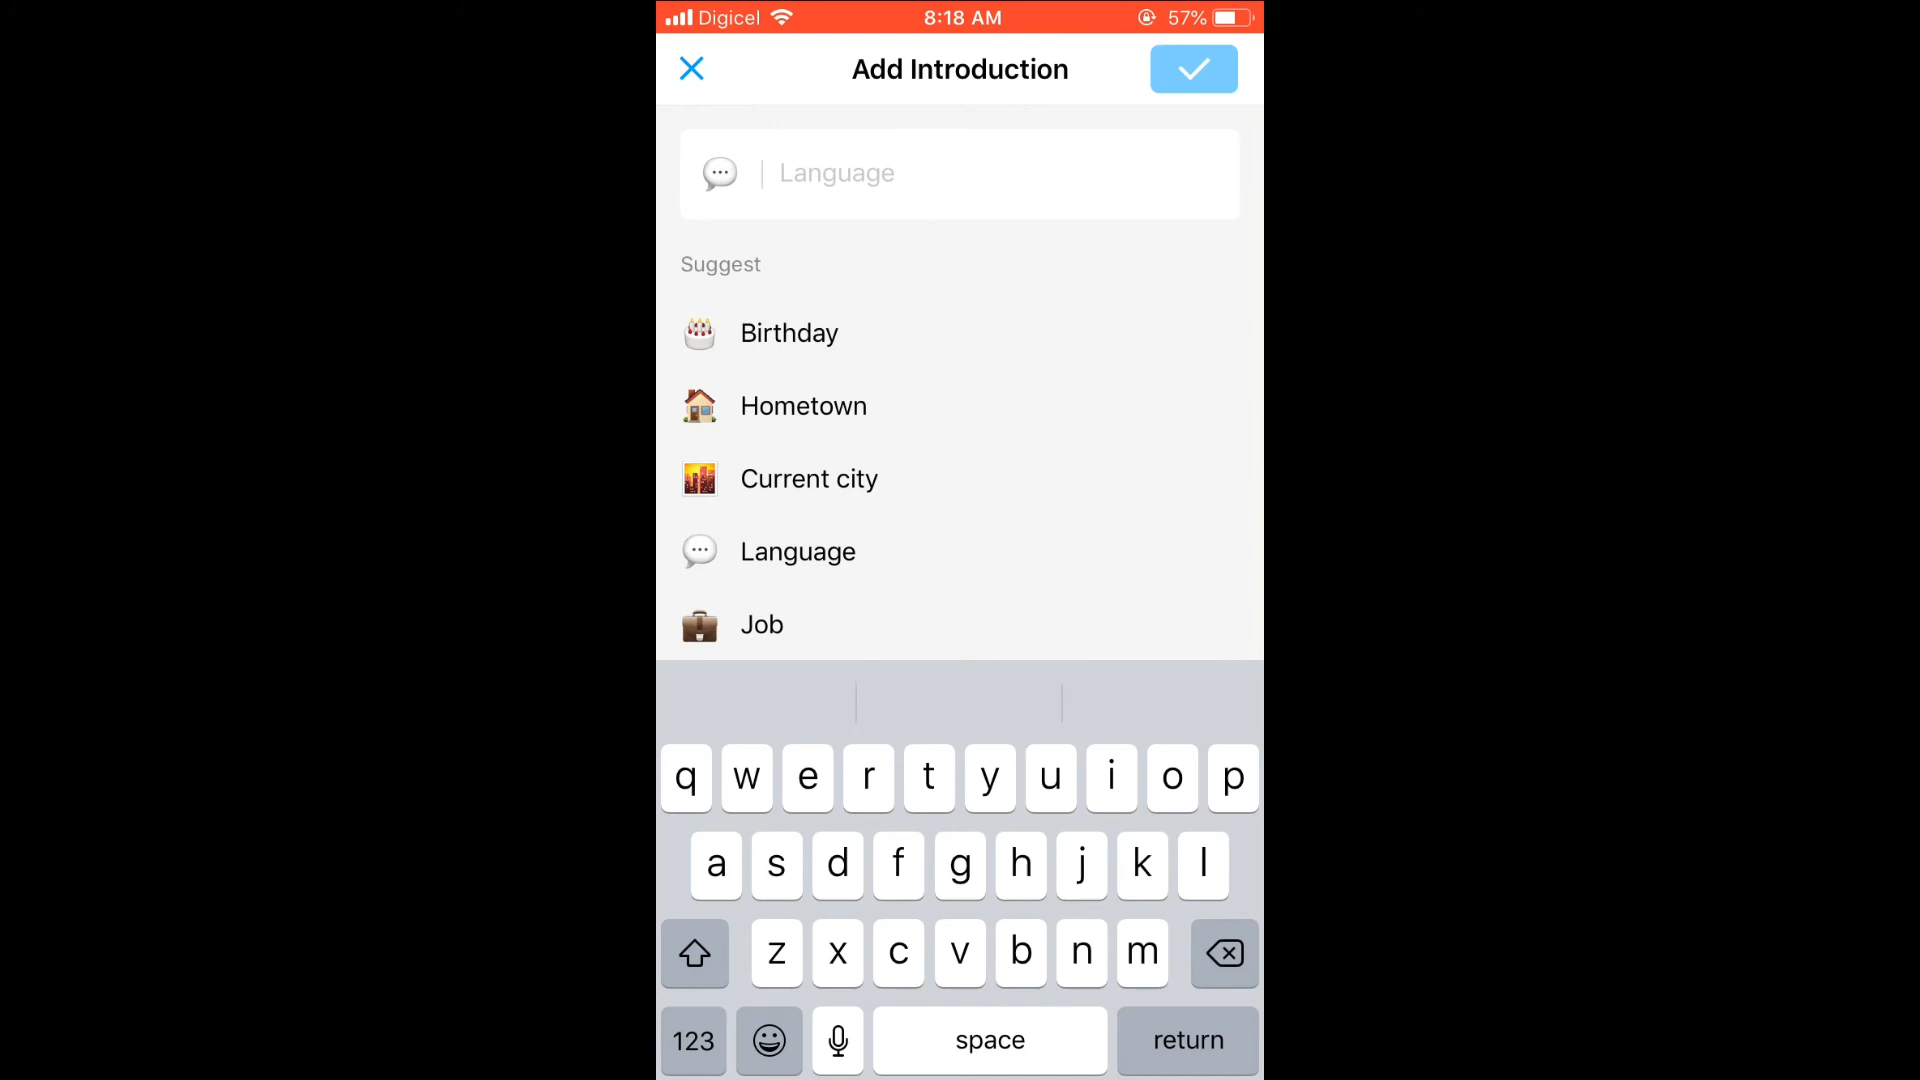 Digicel 8:18 AM 57%
Add Introduction
Language
Suggest
Birthday
Hometown
Current city
Language
Job
q w e r t y u i o p
a s d f g h j k l
z x c v b n m
123 space return